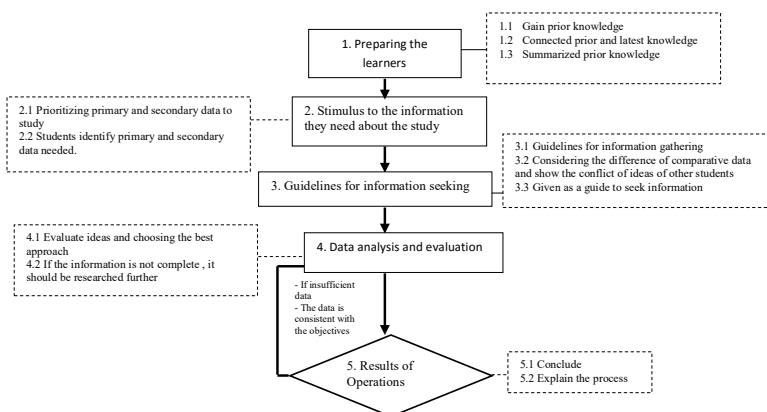 1. Preparing the
learners
1.1 Gain prior knowledge
1.2 Connected prior and latest knowledge
1.3 Summarized prior knowledge
2.1 Prioritizing primary and secondary data to
study
2.2 Students identify primary and secondary
data needed.
2. Stimulus to the information
they need about the study
3. Guidelines for information seeking
3.1 Guidelines for information gathering
3.2 Considering the difference of comparative data
and show the conflict of ideas of other students
3.3 Given as a guide to seek information
4.1 Evaluate ideas and choosing the best
approach
4.2 If the information is not complete , it
should be researched further
4. Data analysis and evaluation
- If insufficient
data
- The data is
consistent with
the objectives
5. Results of
Operations
5.1 Conclude
5.2 Explain the process